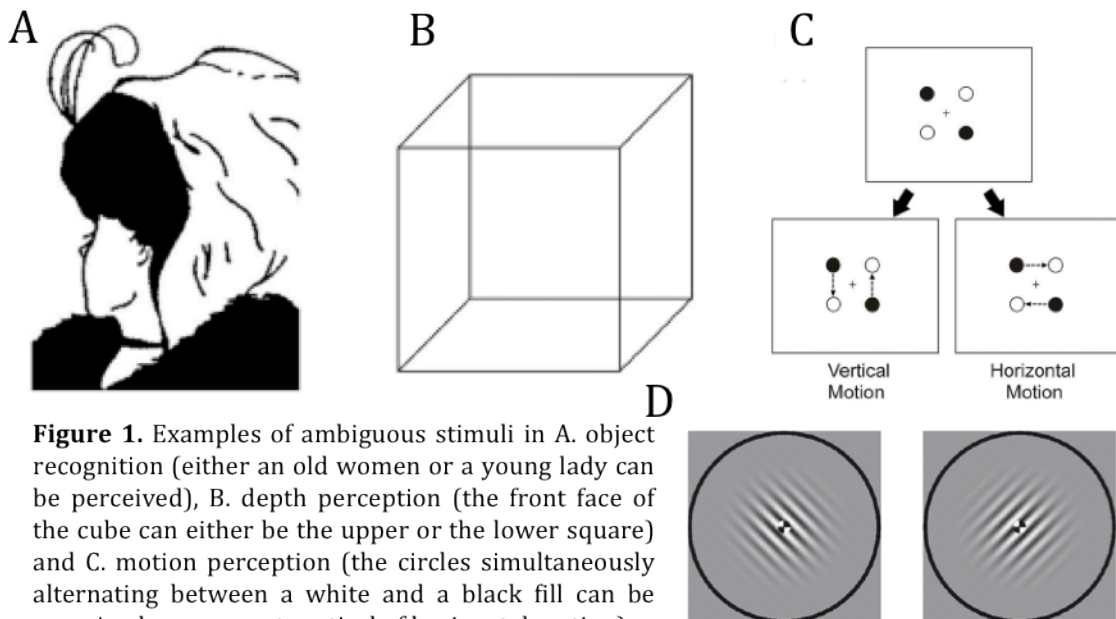 A
B
C
Vertical
Motion
Horizontal
Motion
D
Figure 1. Examples of ambiguous stimuli in A. object
recognition (either an old women or a young lady can
be perceived), B. depth perception (the front face of
the cube can either be the upper or the lower square)
and C. motion perception (the circles simultaneously
alternating between a white and a black fill can be